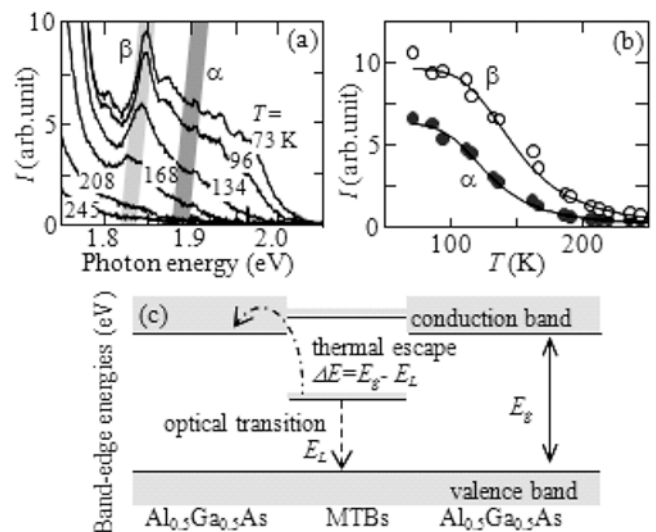 10
5
0
I (arb.unit)
(a)
β
α
T=
73 K
96
134
168
208
245
1.8
1.9
2.0
Photon energy (eV)
10
5
0
I (arb.unit)
(b)
β
α
100
200
T (K)
Band-edge energies (eV)
(c)
conduction band
thermal escape
ΔE=Eg- EL
optical transition
EL
Eg
valence band
Al0.5Ga0.5As
MTBs
Al0.5Ga0.5As